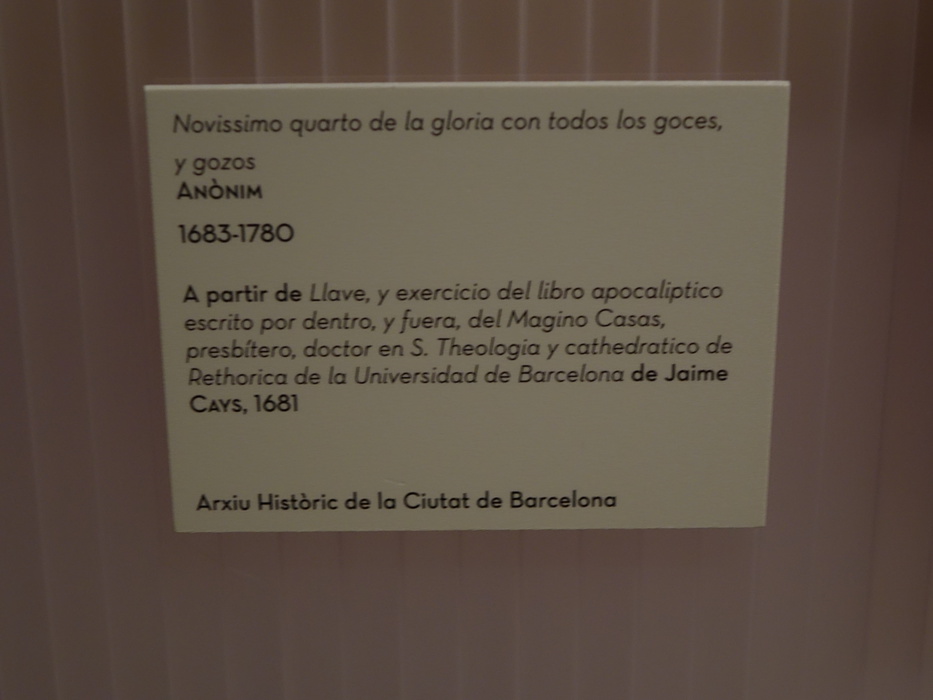 Novissimo quarto de la gloria con todos los goces,
y gozos
ANÒNIM
1683-1780
A partir de Llave, y exercicio del libro apocaliptico
escrito por dentro, y fuera, del Magino Casas,
presbítero, doctor en S. Theologia y cathedratico de
Rethorica de la Universidad de Barcelona de Jaime
CAYS, 1681
Arxiu Històric de la Ciutat de Barcelona